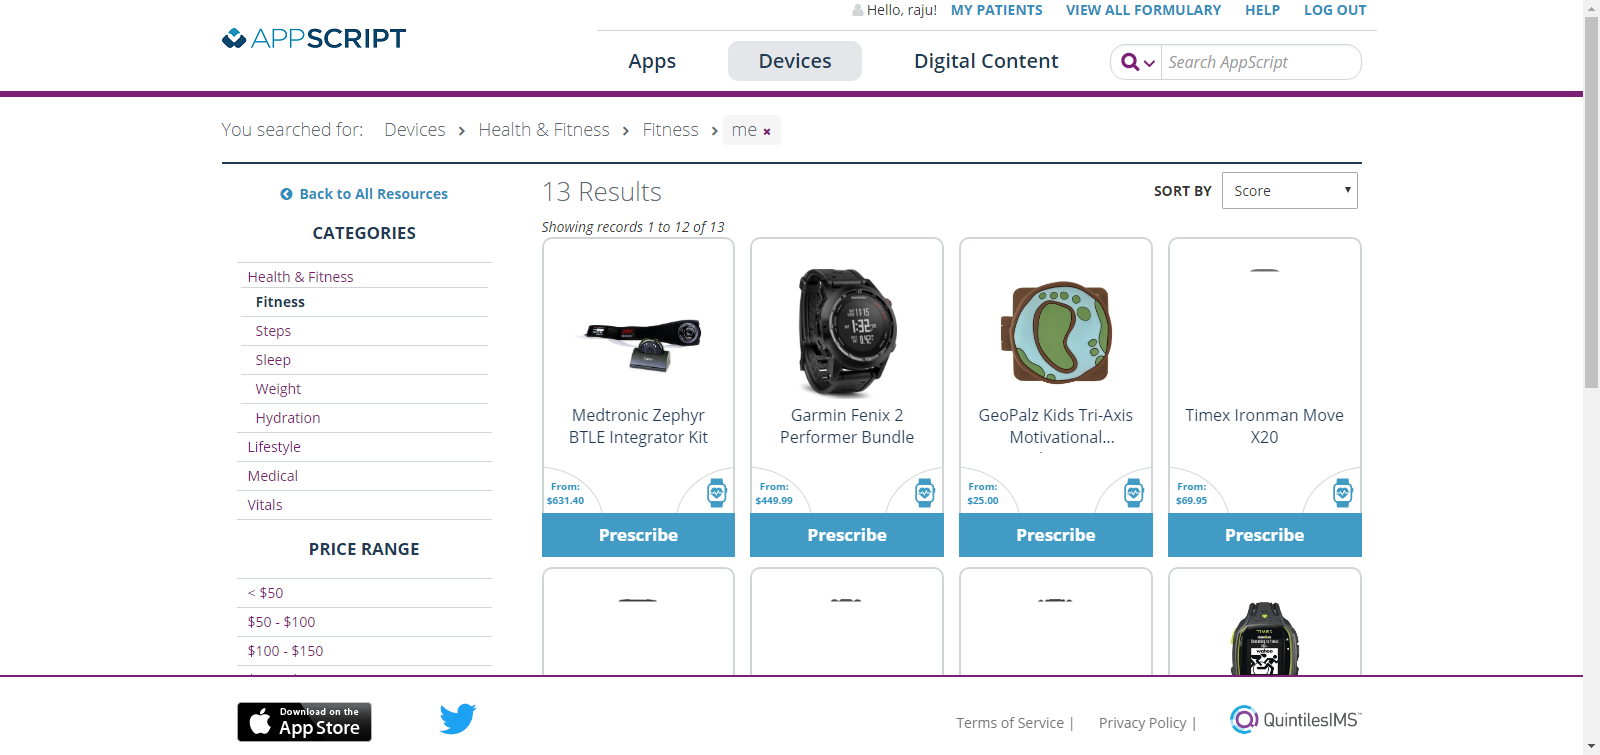 Hello, raju! MY PATIENTS VIEW ALL FORMULARY HELP LOG OUT
APPSCRIPT
Apps Devices Digital Content Search AppScript
You searched for: Devices Health & Fitness Fitness me
Back to All Resources
CATEGORIES
Health & Fitness
Fitness
Steps
Sleep
Weight
Hydration
Lifestyle
Medical
Vitals
PRICE RANGE
< $50
$50 - $100
$100 - $150
13 Results
SORT BY Score
Showing records 1 to 12 of 13
Medtronic Zephyr
BTLE Integrator Kit
From:
$631.40
Prescribe
Garmin Fenix 2
Performer Bundle
From:
$449.99
Prescribe
GeoPalz Kids Tri-Axis
Motivational...
From:
$25.00
Prescribe
Timex Ironman Move
X20
From:
$69.95
Prescribe
Download on the
App Store
Terms of Service | Privacy Policy |
QuintilesIMS™